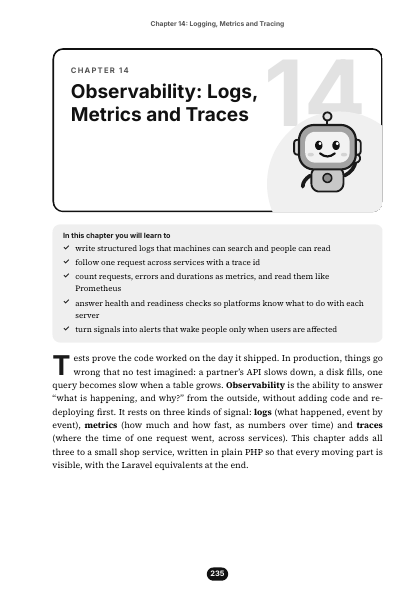 Chapter 14: Logging, Metrics and Tracing
CHAPTER 14
14
Observability: Logs,
Metrics and Traces
In this chapter you will learn to
✓ write structured logs that machines can search and people can read
✓ follow one request across services with a trace id
✓ count requests, errors and durations as metrics, and read them like
Prometheus
✓ answer health and readiness checks so platforms know what to do with each
server
✓ turn signals into alerts that wake people only when users are affected
Tests prove the code worked on the day it shipped. In production, things go
wrong that no test imagined: a partner’s API slows down, a disk fills, one
query becomes slow when a table grows. Observability is the ability to answer
“what is happening, and why?” from the outside, without adding code and re-
deploying first. It rests on three kinds of signal: logs (what happened, event by
event), metrics (how much and how fast, as numbers over time) and traces
(where the time of one request went, across services). This chapter adds all
three to a small shop service, written in plain PHP so that every moving part is
visible, with the Laravel equivalents at the end.
235